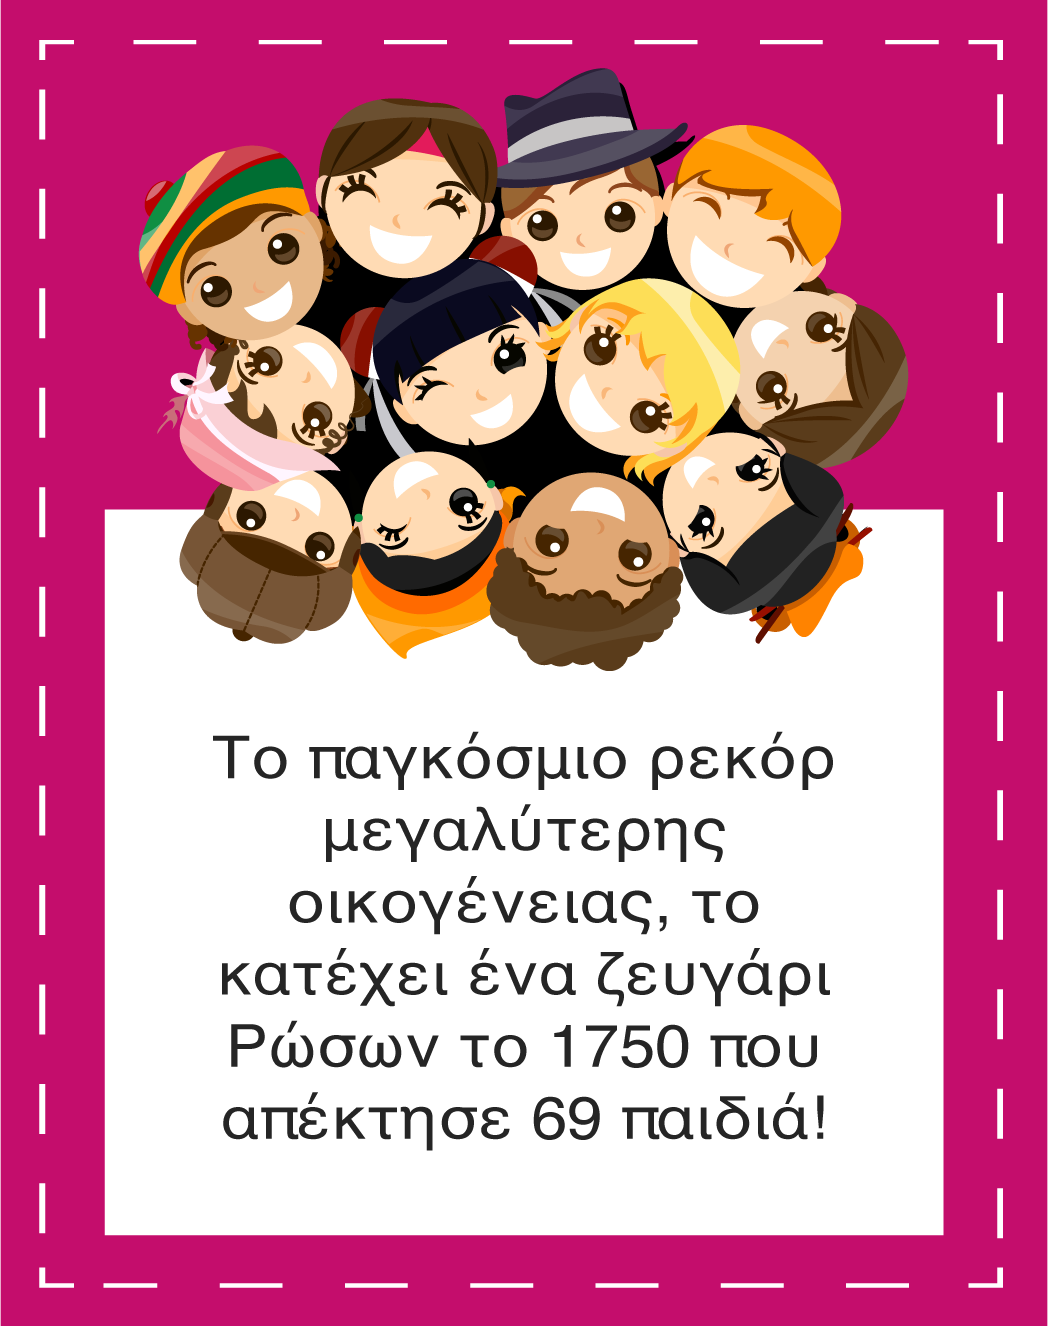 Το παγκόσμιο ρεκόρ
μεγαλύτερης
οικογένειας, το
κατέχει ένα ζευγάρι
Ρώσων το 1750 που
απέκτησε 69 παιδιά!